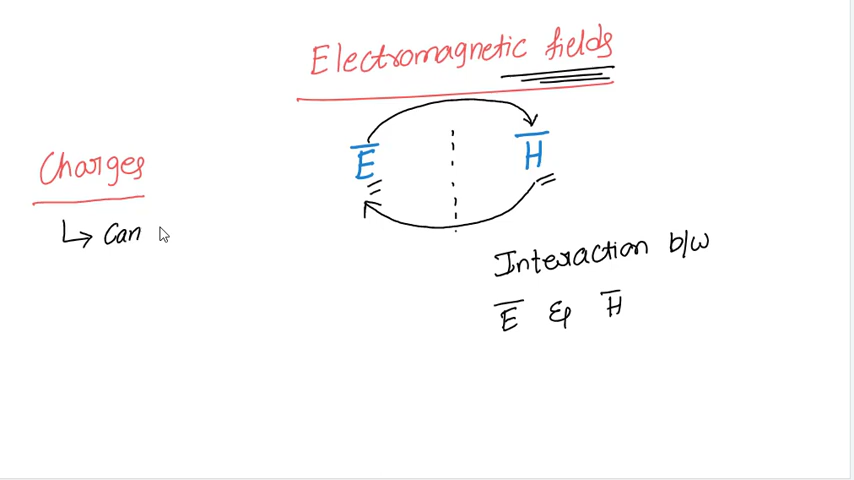 Electromagnetic fields
E̅ H̅
Charges
↳ Can
Interaction b/w
E̅ & H̅